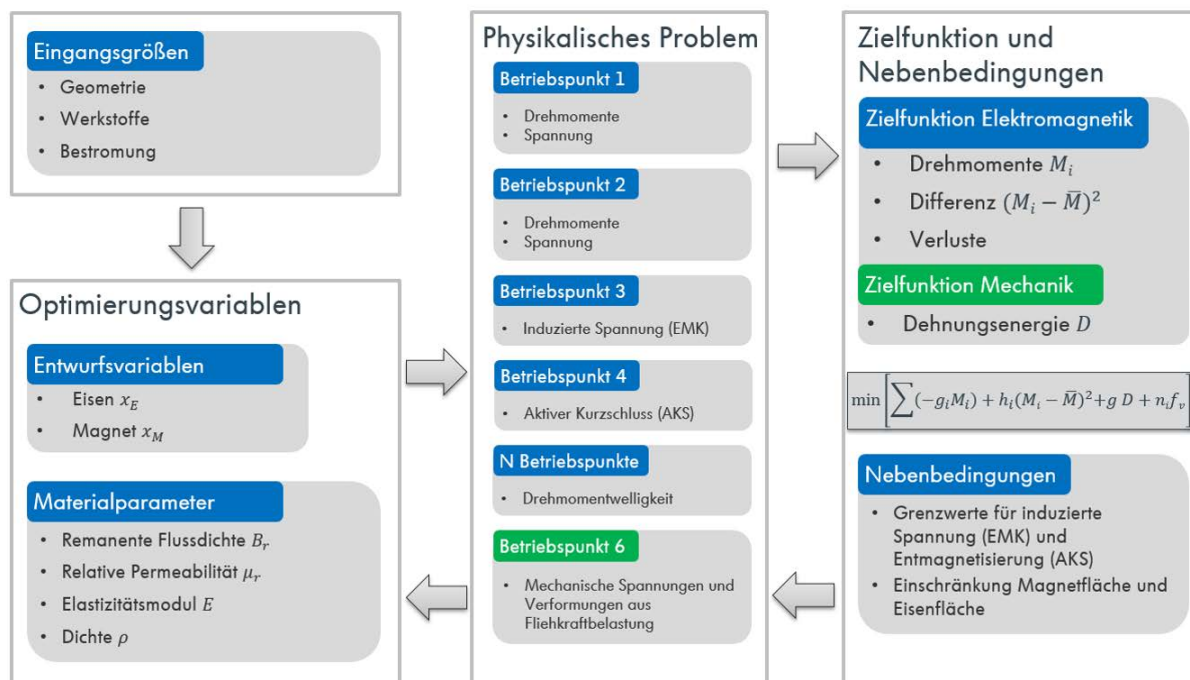 Eingangsgrößen
• Geometrie
• Werkstoffe
• Bestromung
Optimierungsvariablen
Entwurfsvariablen
• Eisen x_E
• Magnet x_M
Materialparameter
• Remanente Flussdichte B_r
• Relative Permeabilität μ_r
• Elastizitätsmodul E
• Dichte ρ
Physikalisches Problem
Betriebspunkt 1
• Drehmomente
• Spannung
Betriebspunkt 2
• Drehmomente
• Spannung
Betriebspunkt 3
• Induzierte Spannung (EMK)
Betriebspunkt 4
• Aktiver Kurzschluss (AKS)
N Betriebspunkte
• Drehmomentwelligkeit
Betriebspunkt 6
• Mechanische Spannungen und
Verformungen aus
Fliehkraftbelastung
Zielfunktion und
Nebenbedingungen
Zielfunktion Elektromagnetik
• Drehmomente M_i
• Differenz (M_i − M̄)²
• Verluste
Zielfunktion Mechanik
• Dehnungsenergie D
min[∑(−g_i M_i) + h_i(M_i − M̄)²+g D + n_i f_v]
Nebenbedingungen
• Grenzwerte für induzierte
Spannung (EMK) und
Entmagnetisierung (AKS)
• Einschränkung Magnetfläche und
Eisenfläche